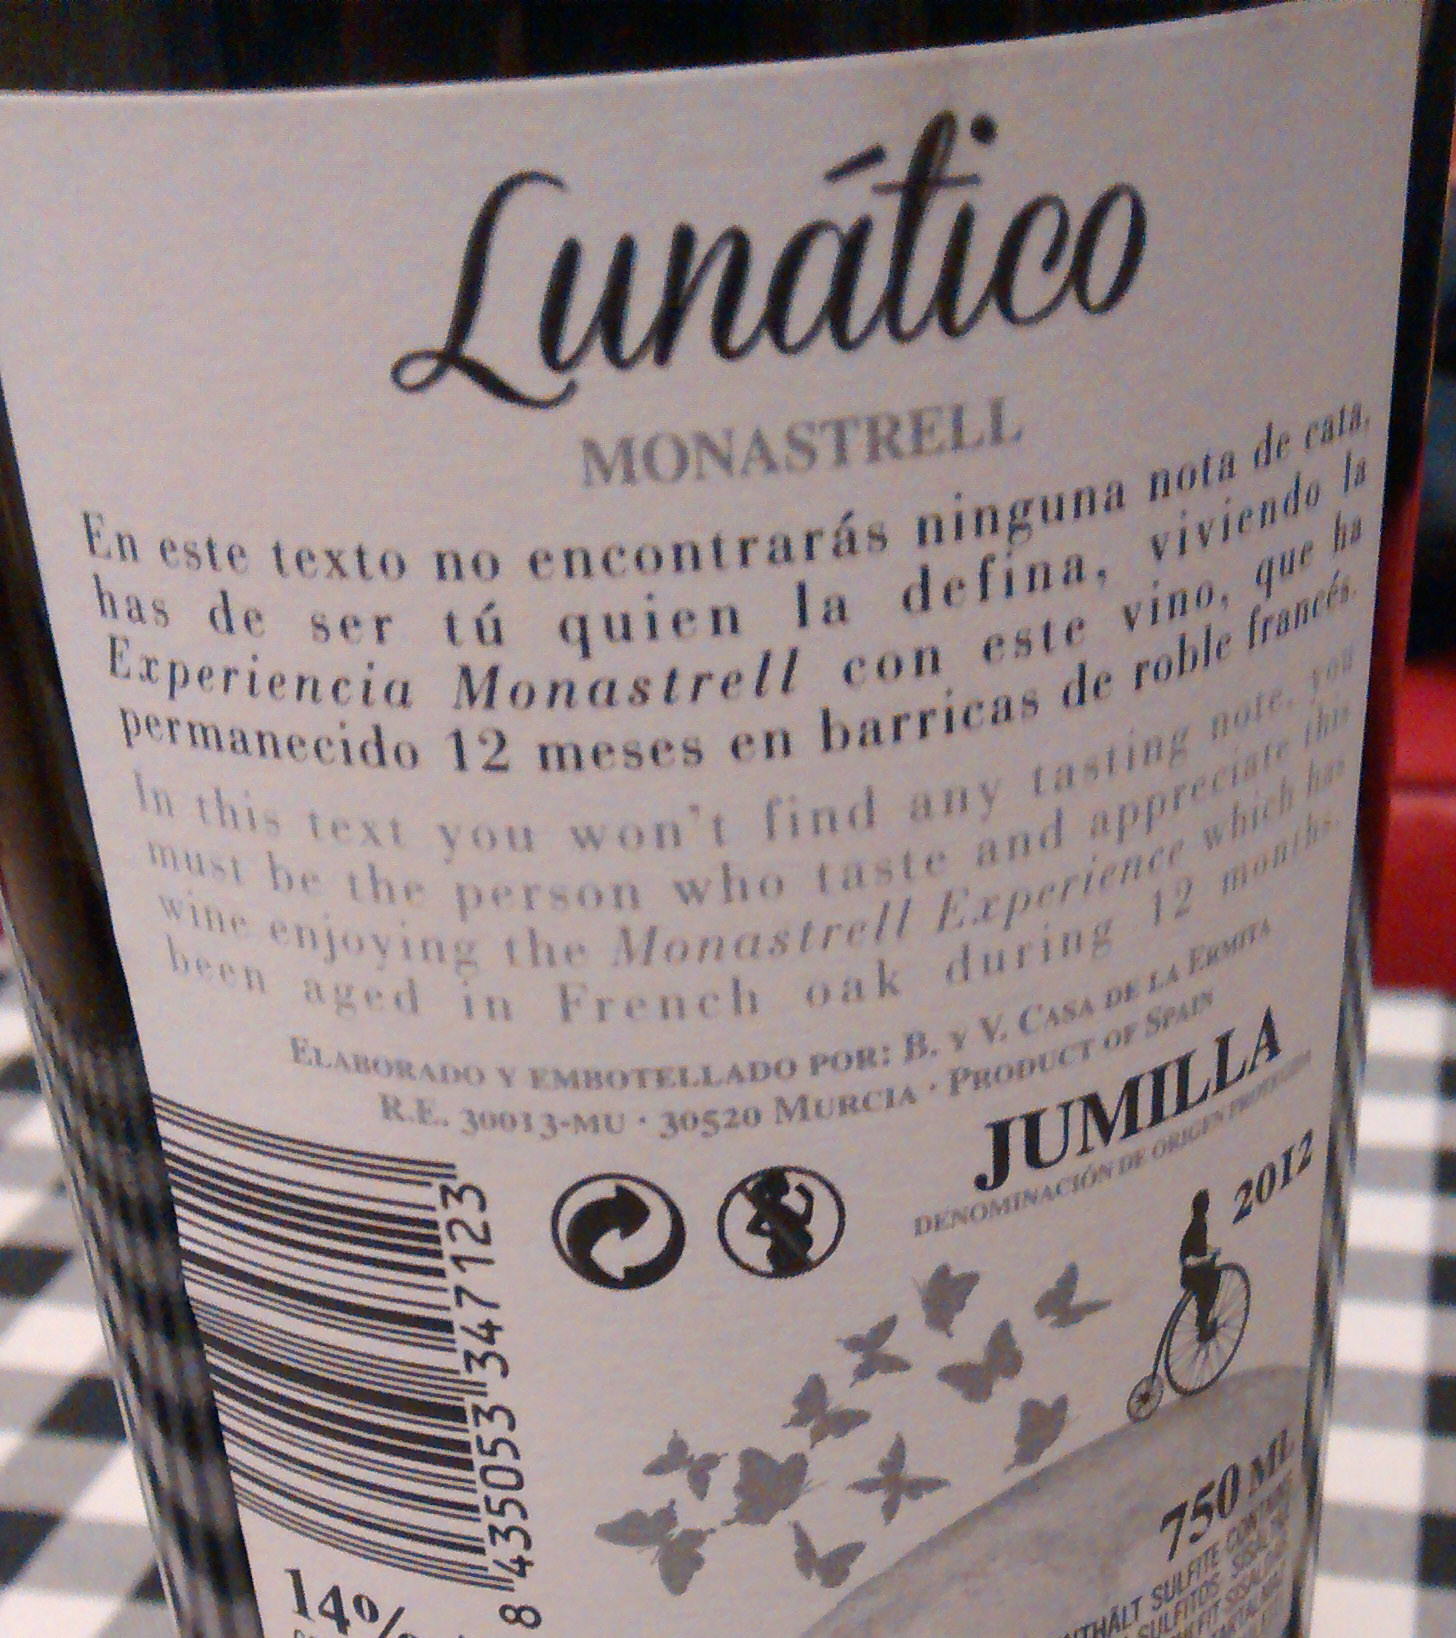 Lunático
MONASTRELL
En este texto no encontrarás ninguna nota de cata,
has de ser tú quien la defina, viviendo la
Experiencia Monastrell con este vino, que ha
permanecido 12 meses en barricas de roble francés.
In this text you won't find any tasting note, you
must be the person who taste and appreciate this
wine enjoying the Monastrell Experience which has
been aged in French oak during 12 months.
ELABORADO Y EMBOTELLADO POR: B. Y V. CASA DE LA ERMITA
R.E. 30013-MU · 30520 MURCIA · PRODUCT OF SPAIN
JUMILLA
DENOMINACIÓN DE ORIGEN PROTEGIDA
2012
8 435053 347123
750 ML
14%
SULFITE CONTAINS
SULFITOS